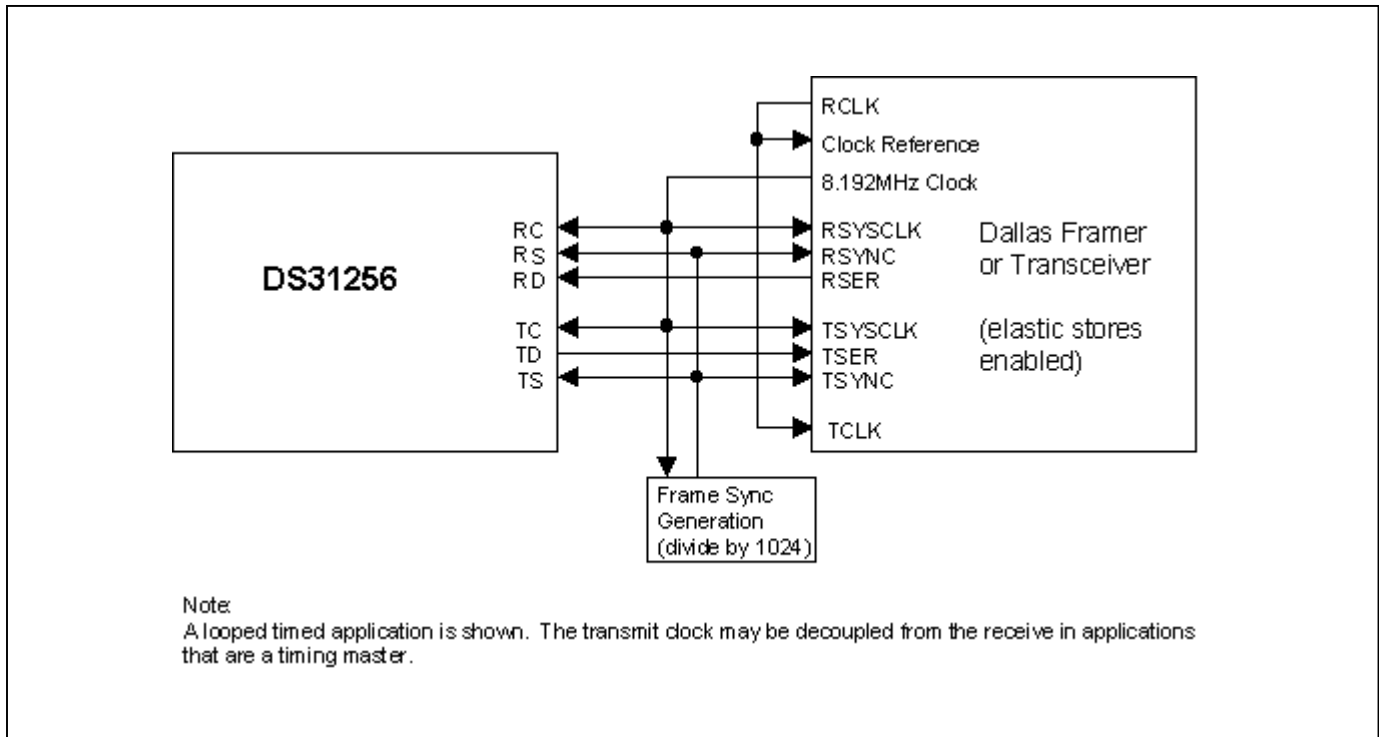 RCLK
Clock Reference
8.192MHz Clock
RC
RS
RD
TC
TD
TS
DS31256
RSYSCLK
RSYNC
RSER
TSYSCLK
TSER
TSYNC
TCLK
Dallas Framer
or Transceiver
(elastic stores
enabled)
Frame Sync
Generation
(divide by 1024)
Note:
A looped timed application is shown. The transmit clock may be decoupled from the receive in applications
that are a timing master.